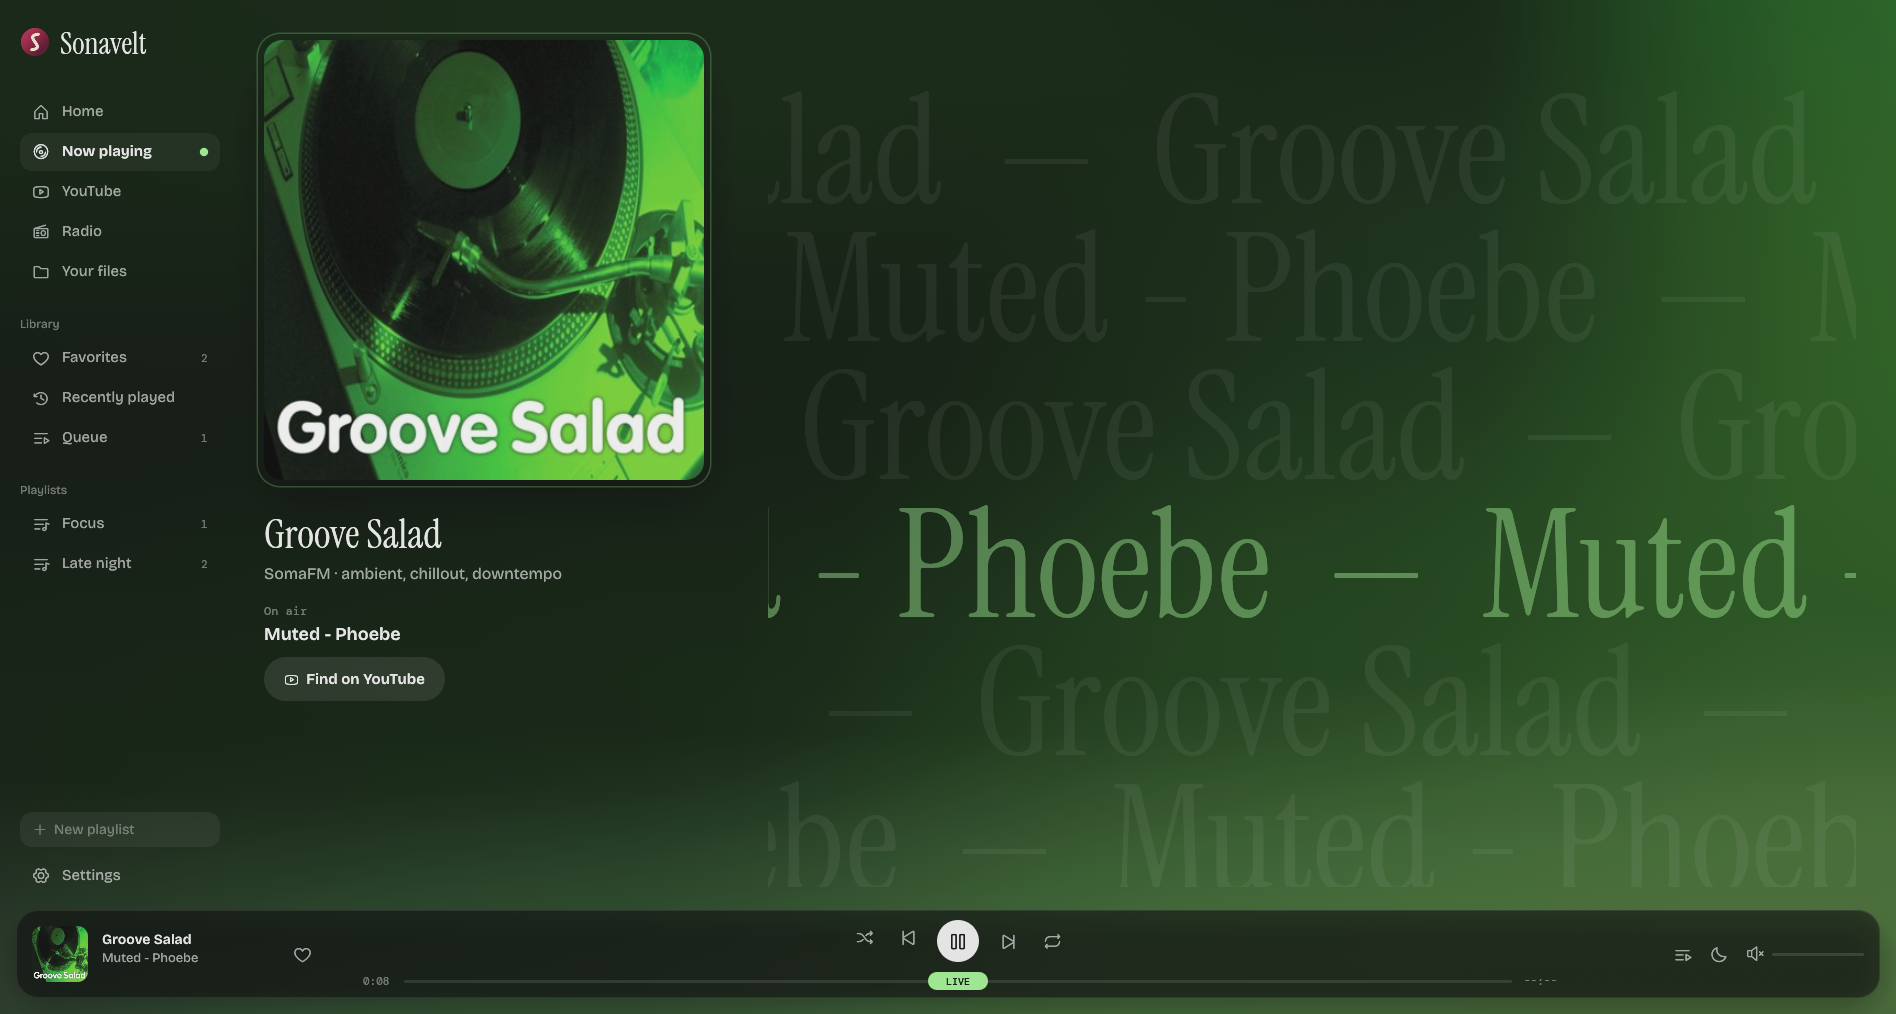 Sonavelt
Home
Now playing
YouTube
Radio
Your files
Library
Favorites 2
Recently played
Queue 1
Playlists
Focus 1
Late night 2
New playlist
Settings
Groove Salad
Groove Salad
SomaFM · ambient, chillout, downtempo
On air
Muted - Phoebe
Find on YouTube
lad — Groove Salad
Muted - Phoebe — M
Groove Salad — Gro
- Phoebe — Muted -
— Groove Salad —
ebe — Muted - Phoeb
Groove Salad
Groove Salad
Muted - Phoebe
0:08
LIVE
--:--